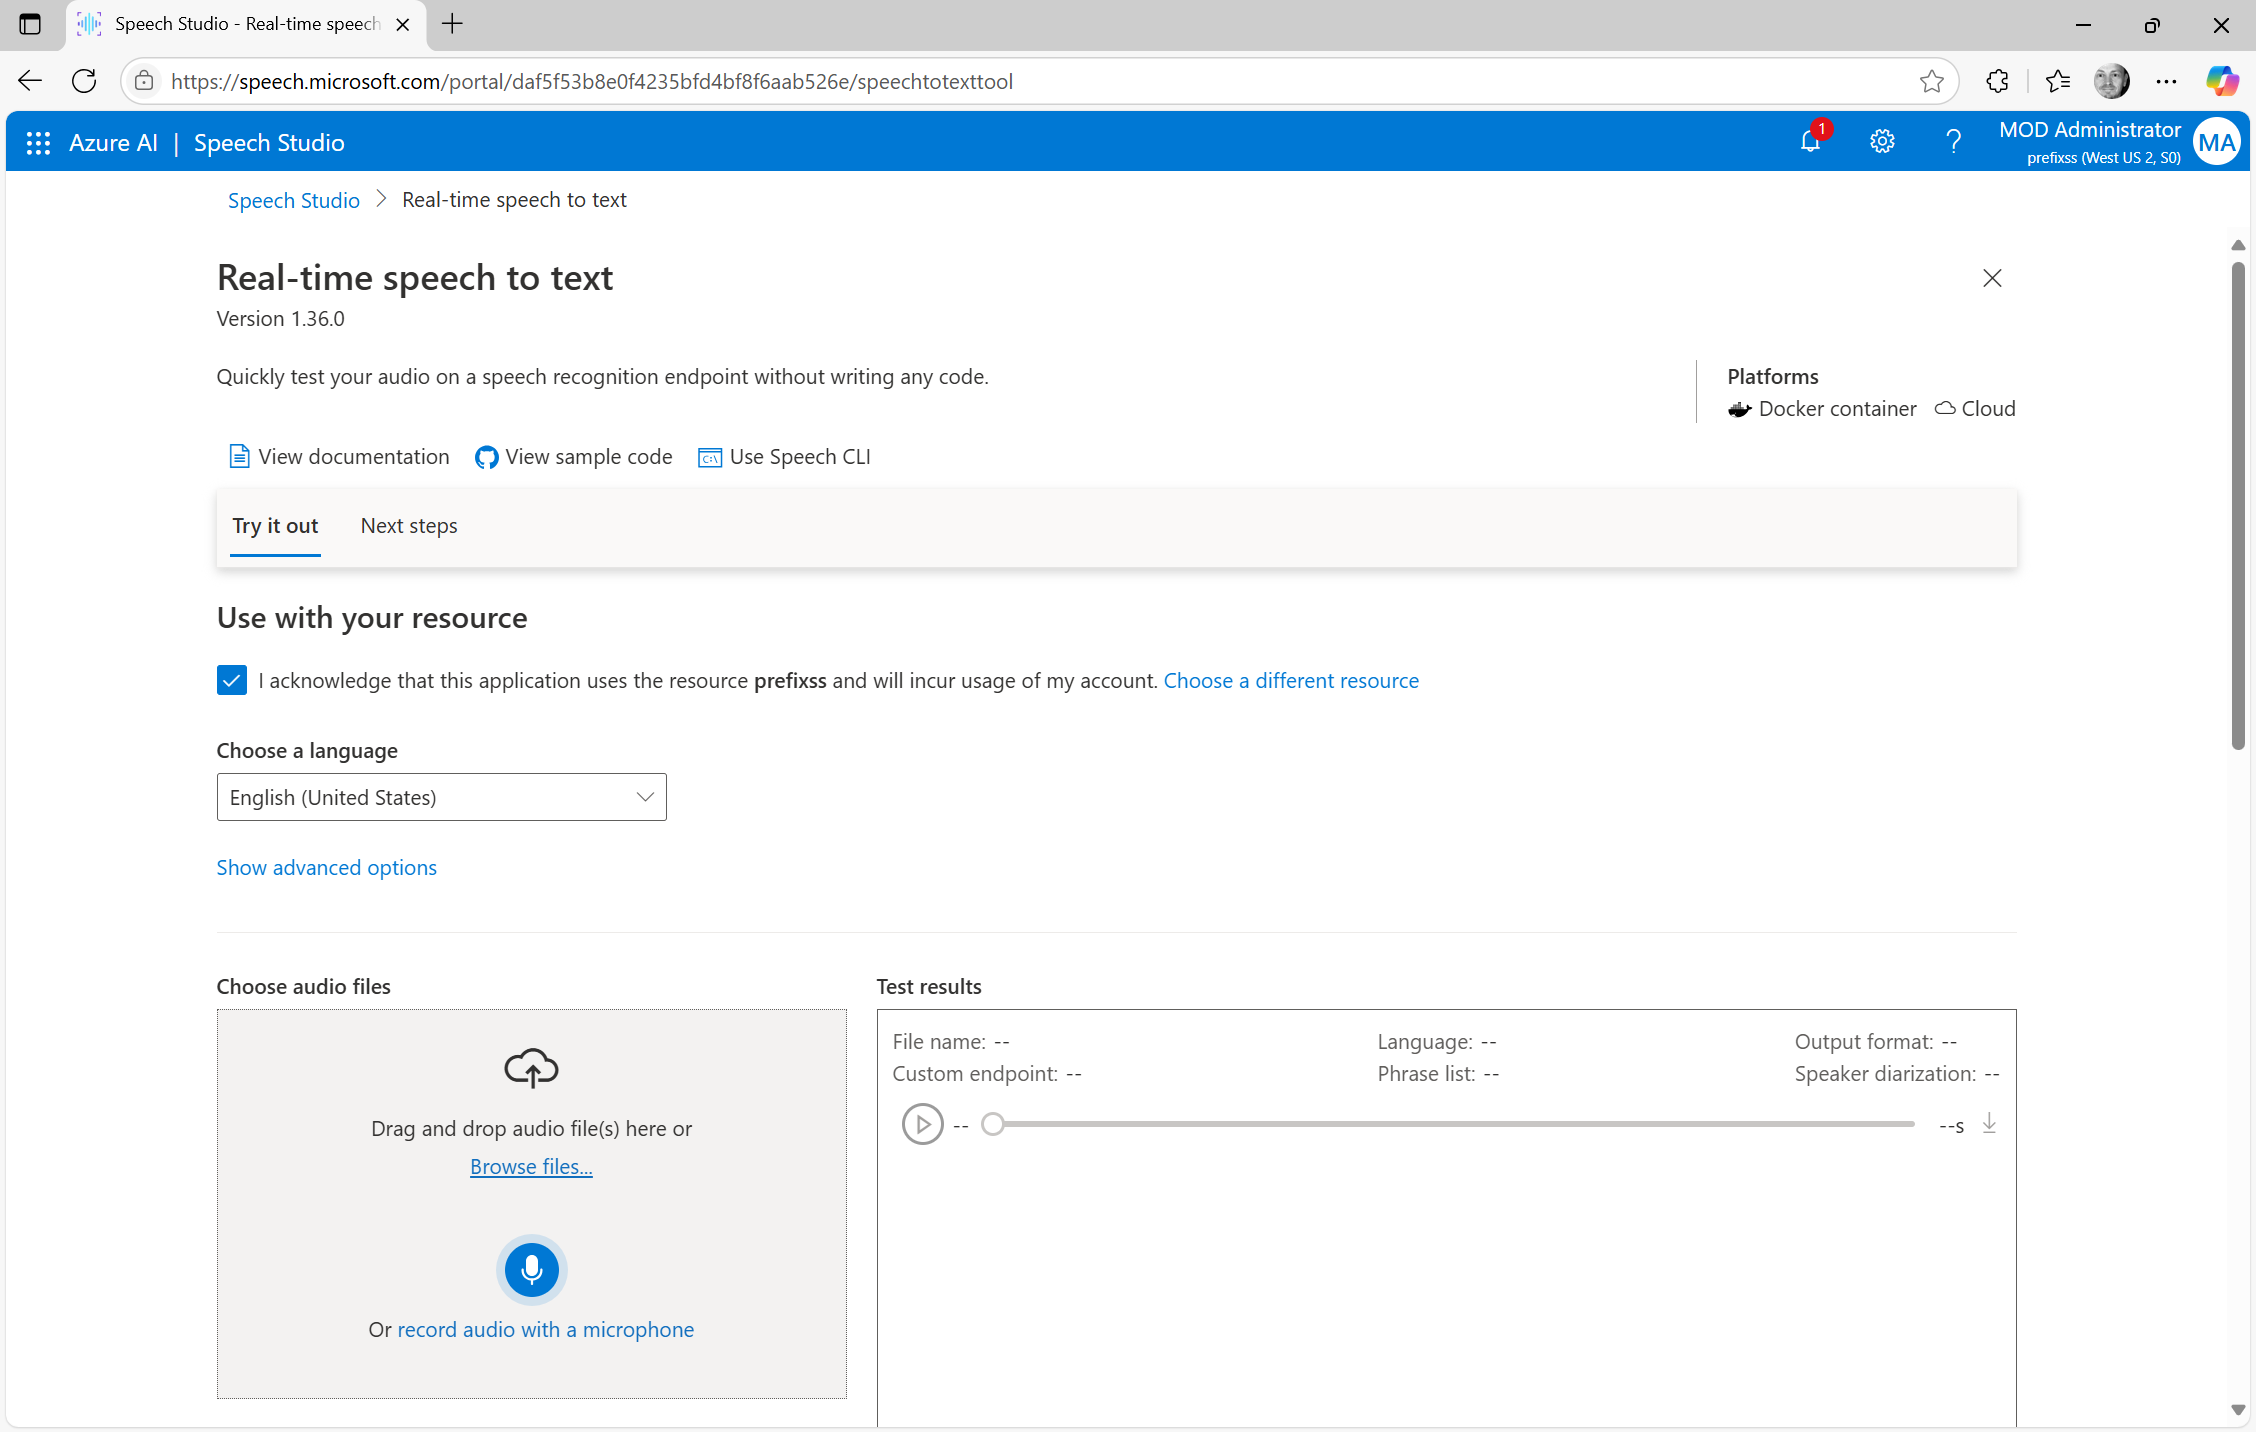 Speech Studio - Real-time speech
https://speech.microsoft.com/portal/daf5f53b8e0f4235bfd4bf8f6aab526e/speechtotexttool
Azure AI | Speech Studio
1
?
MOD Administrator
prefixss (West US 2, S0)
MA
Speech Studio > Real-time speech to text
Real-time speech to text
Version 1.36.0
Quickly test your audio on a speech recognition endpoint without writing any code.
Platforms
Docker container Cloud
View documentation View sample code Use Speech CLI
Try it out Next steps
Use with your resource
I acknowledge that this application uses the resource prefixss and will incur usage of my account. Choose a different resource
Choose a language
English (United States)
Show advanced options
Choose audio files
Drag and drop audio file(s) here or
Browse files...
Or record audio with a microphone
Test results
File name: -- Language: -- Output format: --
Custom endpoint: -- Phrase list: -- Speaker diarization: --
-- --s